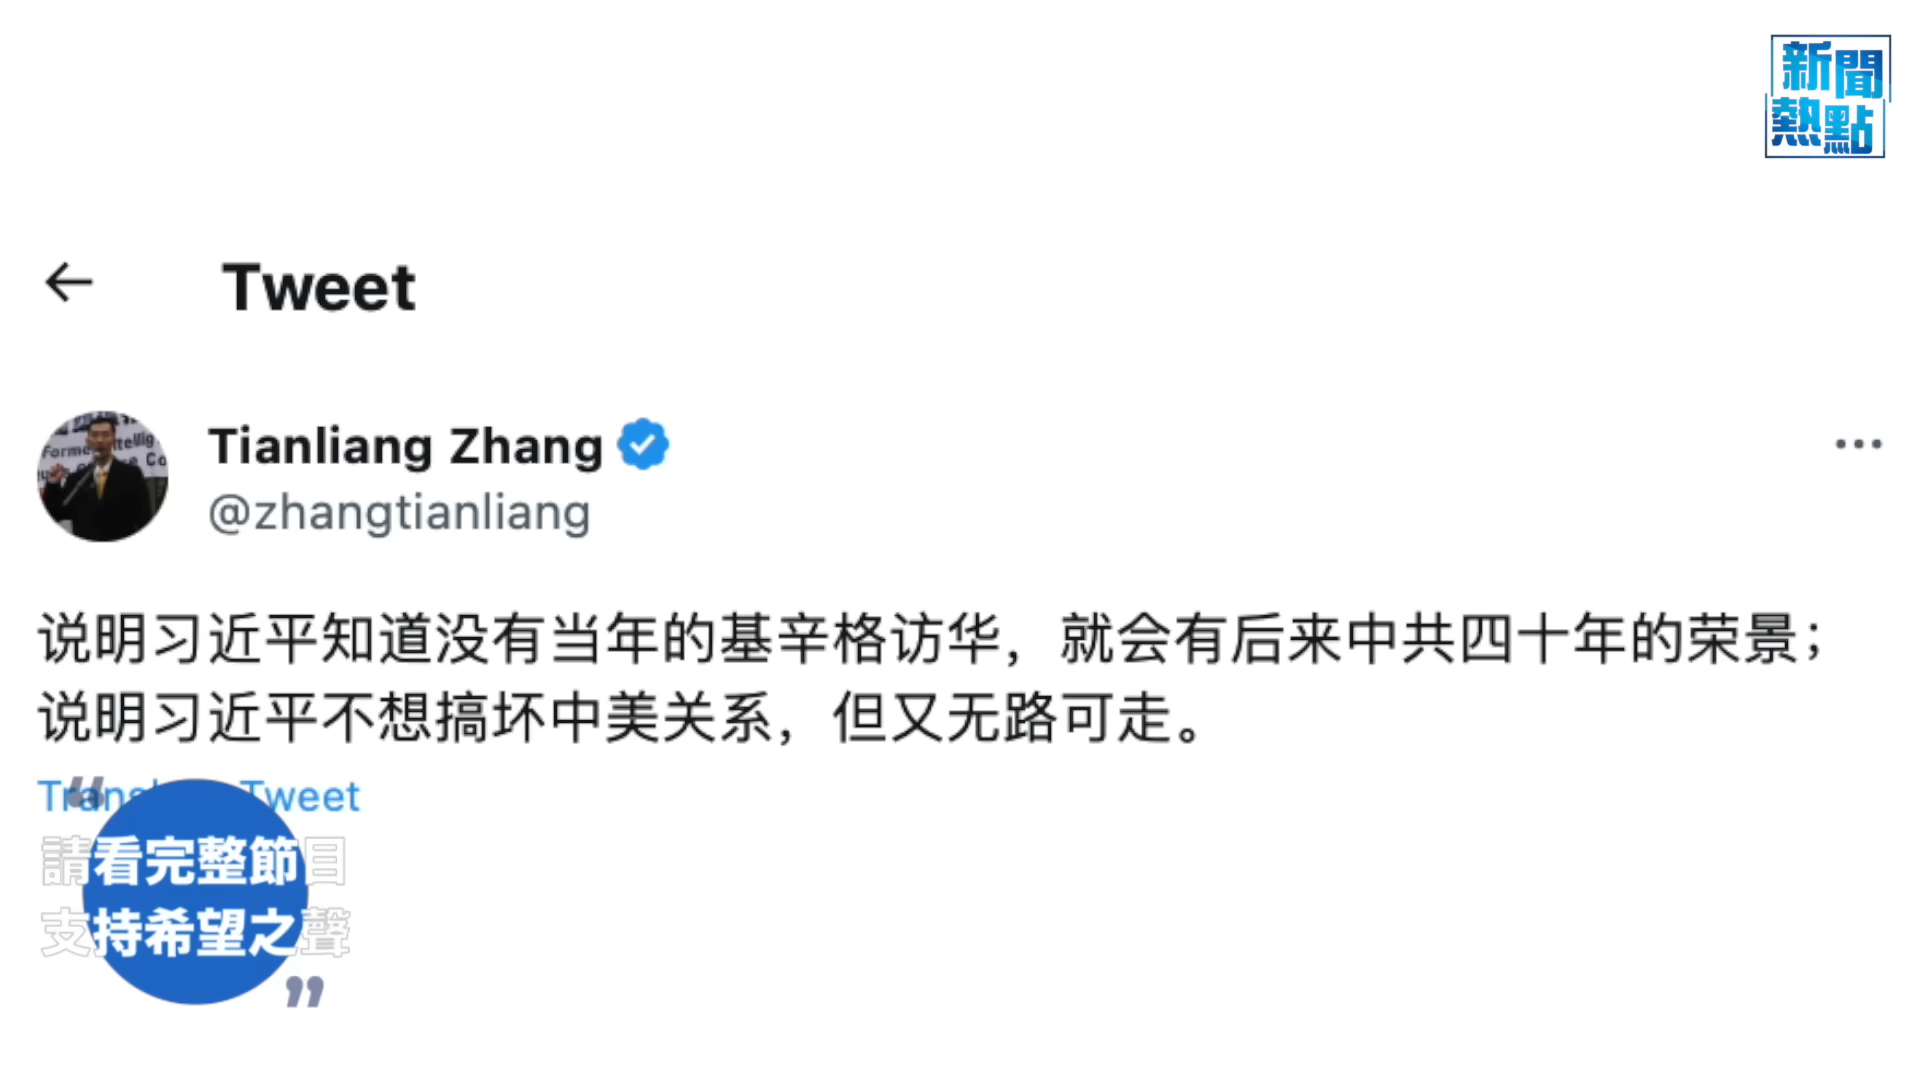 新聞
熱點
Tweet
Tianliang Zhang
@zhangtianliang
说明习近平知道没有当年的基辛格访华，就会有后来中共四十年的荣景；
说明习近平不想搞坏中美关系，但又无路可走。
Tweet
請看完整節目
支持希望之聲